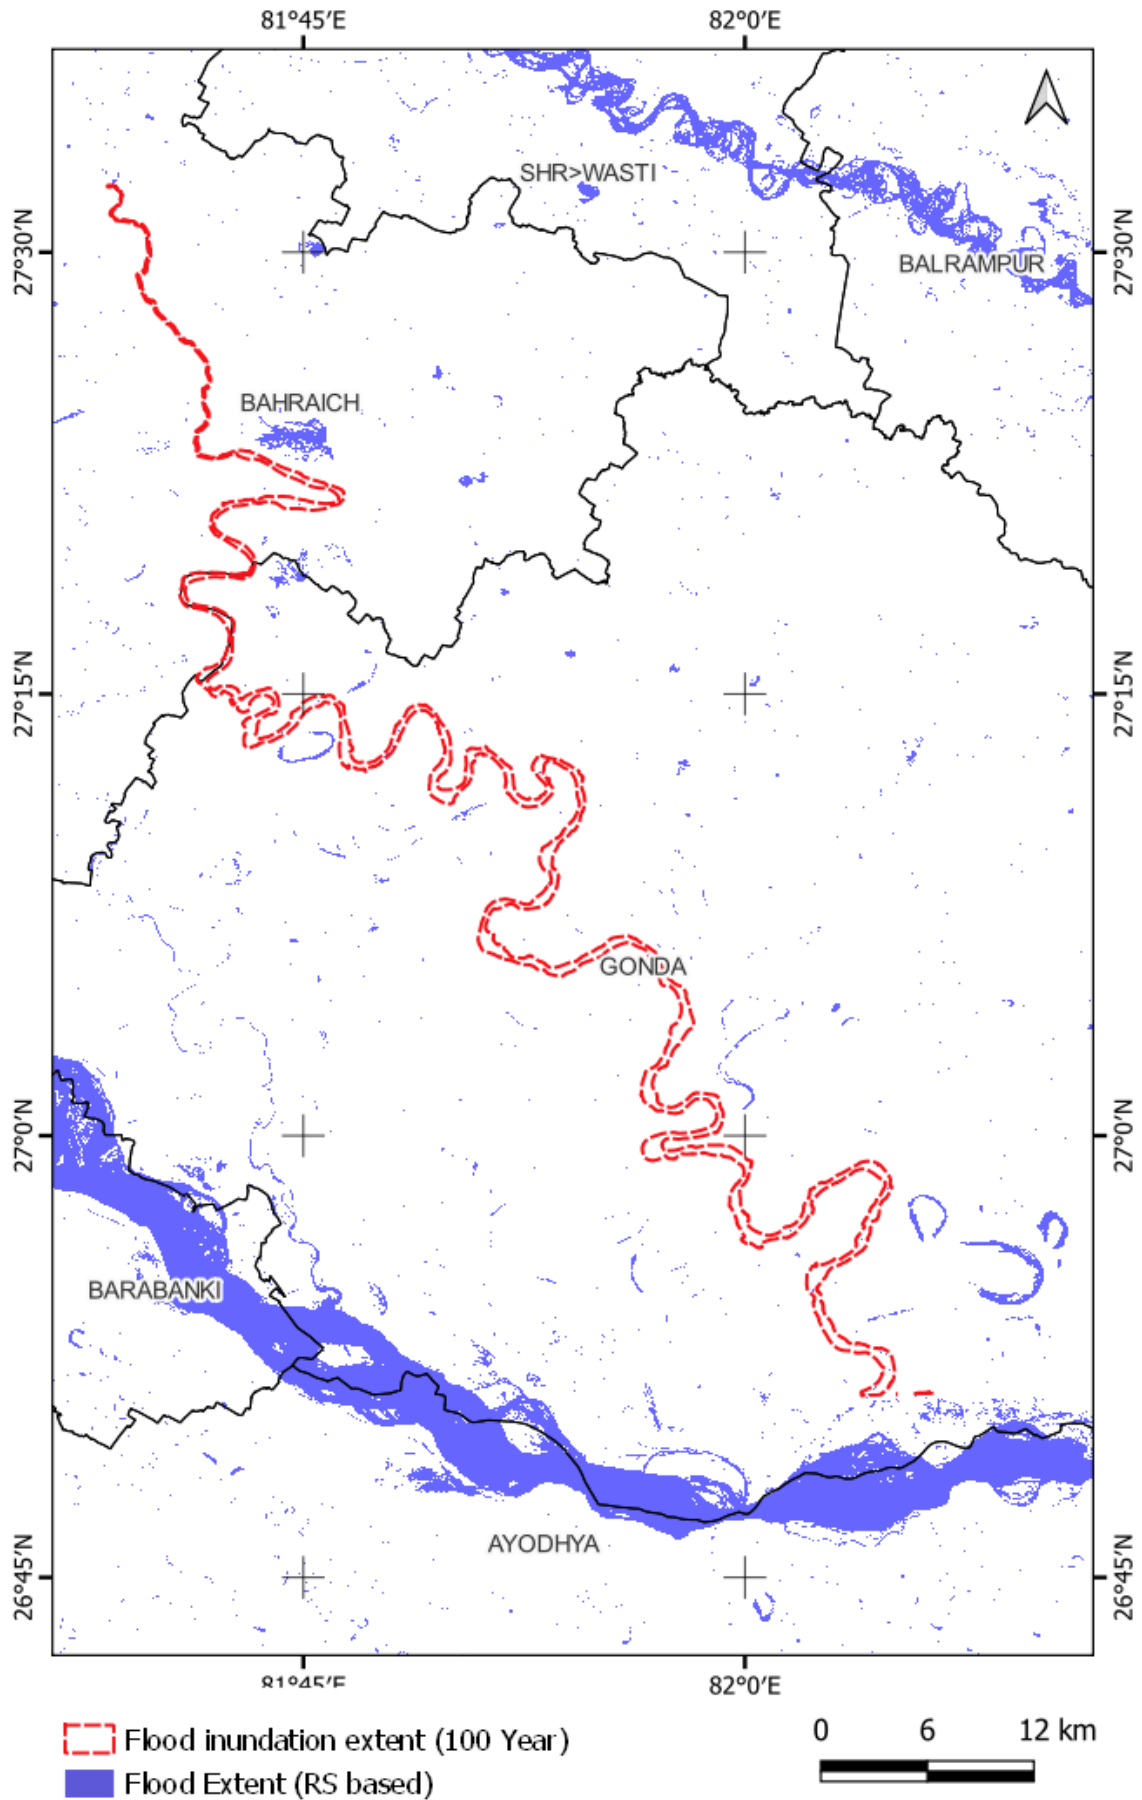 81°45′E 82°0′E
SHR>WASTI
27°30′N 27°30′N
BALRAMPUR
BAHRAICH
27°15′N 27°15′N
GONDA
27°0′N 27°0′N
BARABANKI
AYODHYA
26°45′N 26°45′N
81°45′E 82°0′E
Flood inundation extent (100 Year)
Flood Extent (RS based)
0 6 12 km